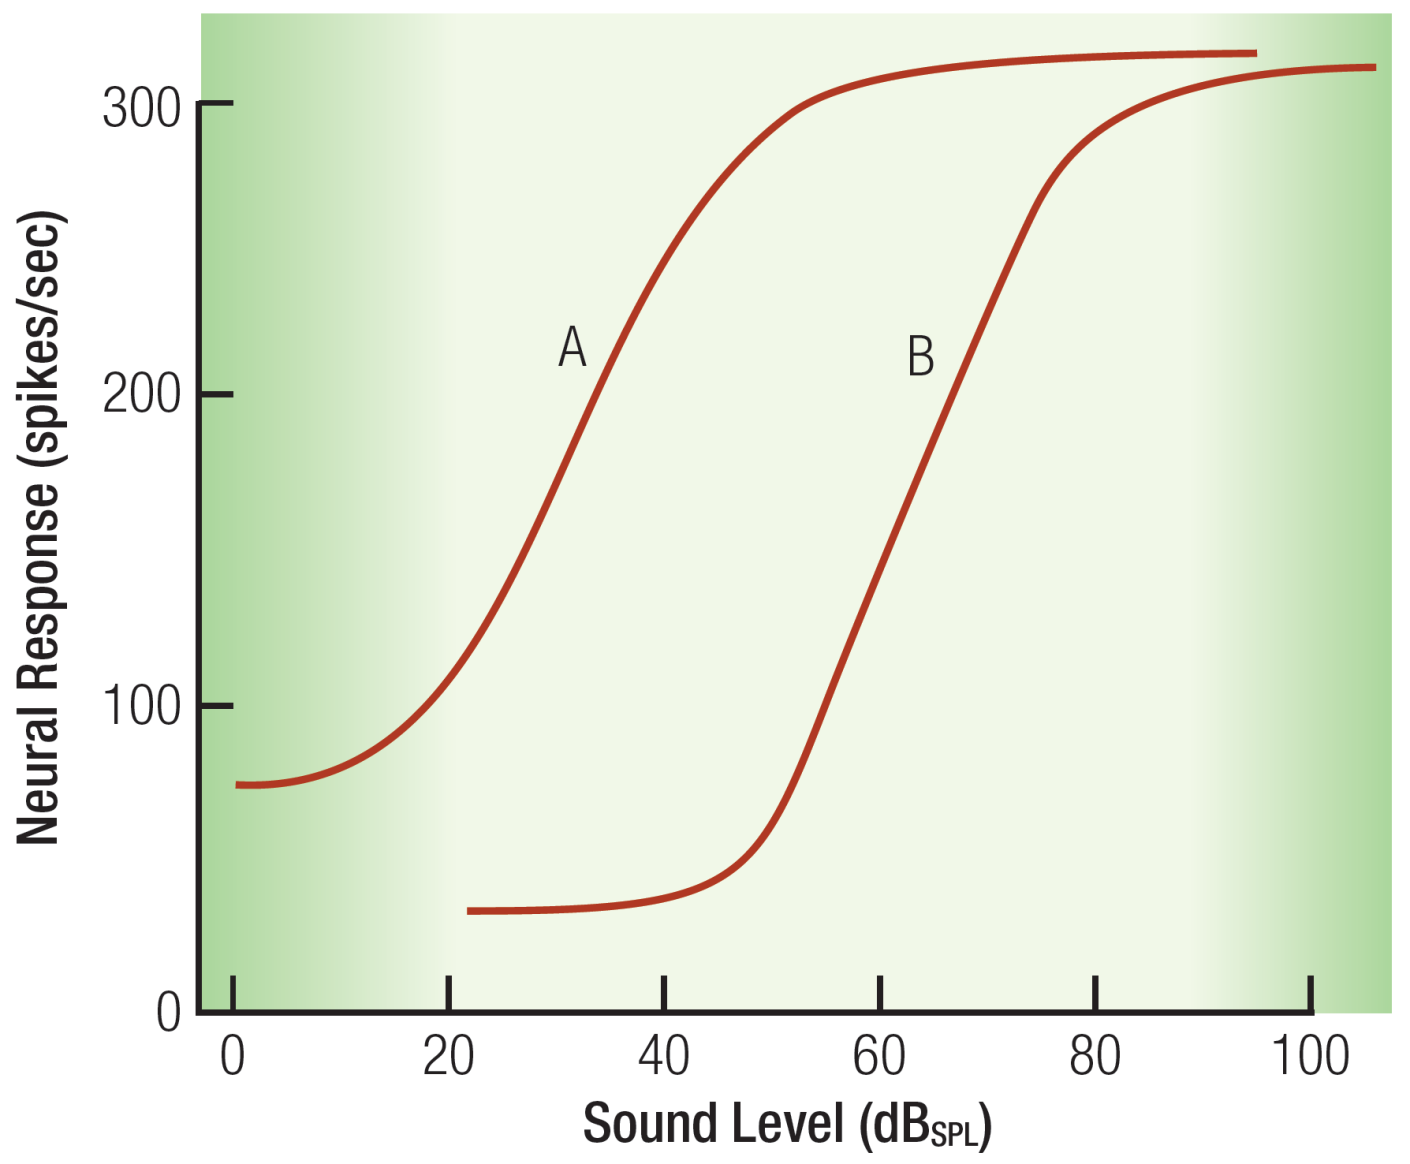 Neural Response (spikes/sec)
300
200
100
0
A
B
0 20 40 60 80 100
Sound Level (dBSPL)